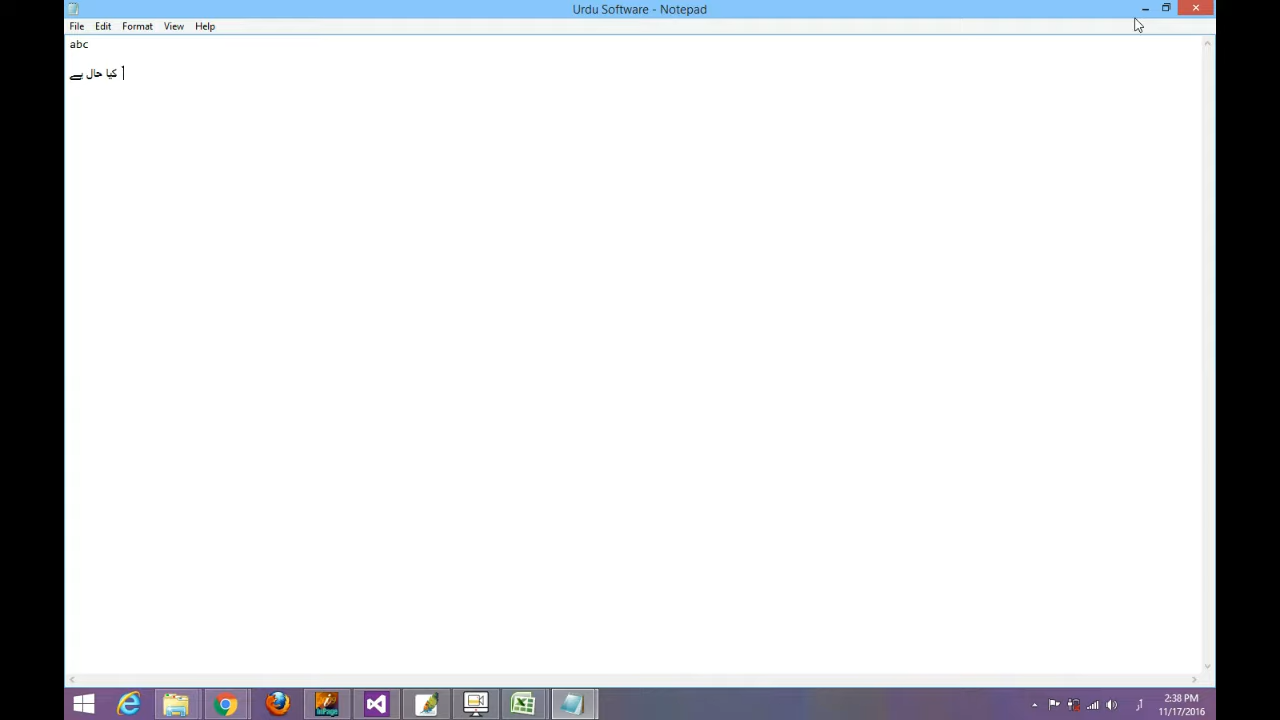 Urdu Software - Notepad
File Edit Format View Help
abc
کیا حال ہے
2:38 PM
11/17/2016